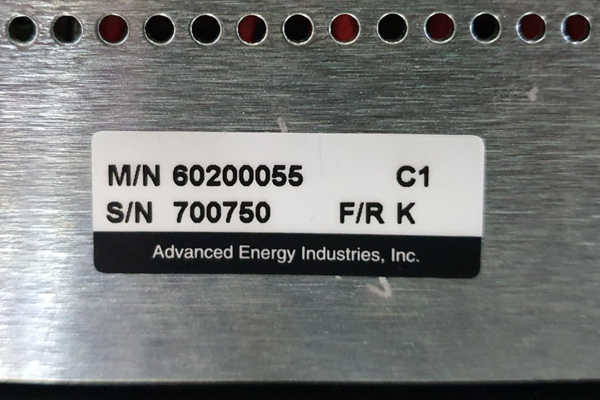 M/N 60200055 C1
S/N 700750 F/R K
Advanced Energy Industries, Inc.